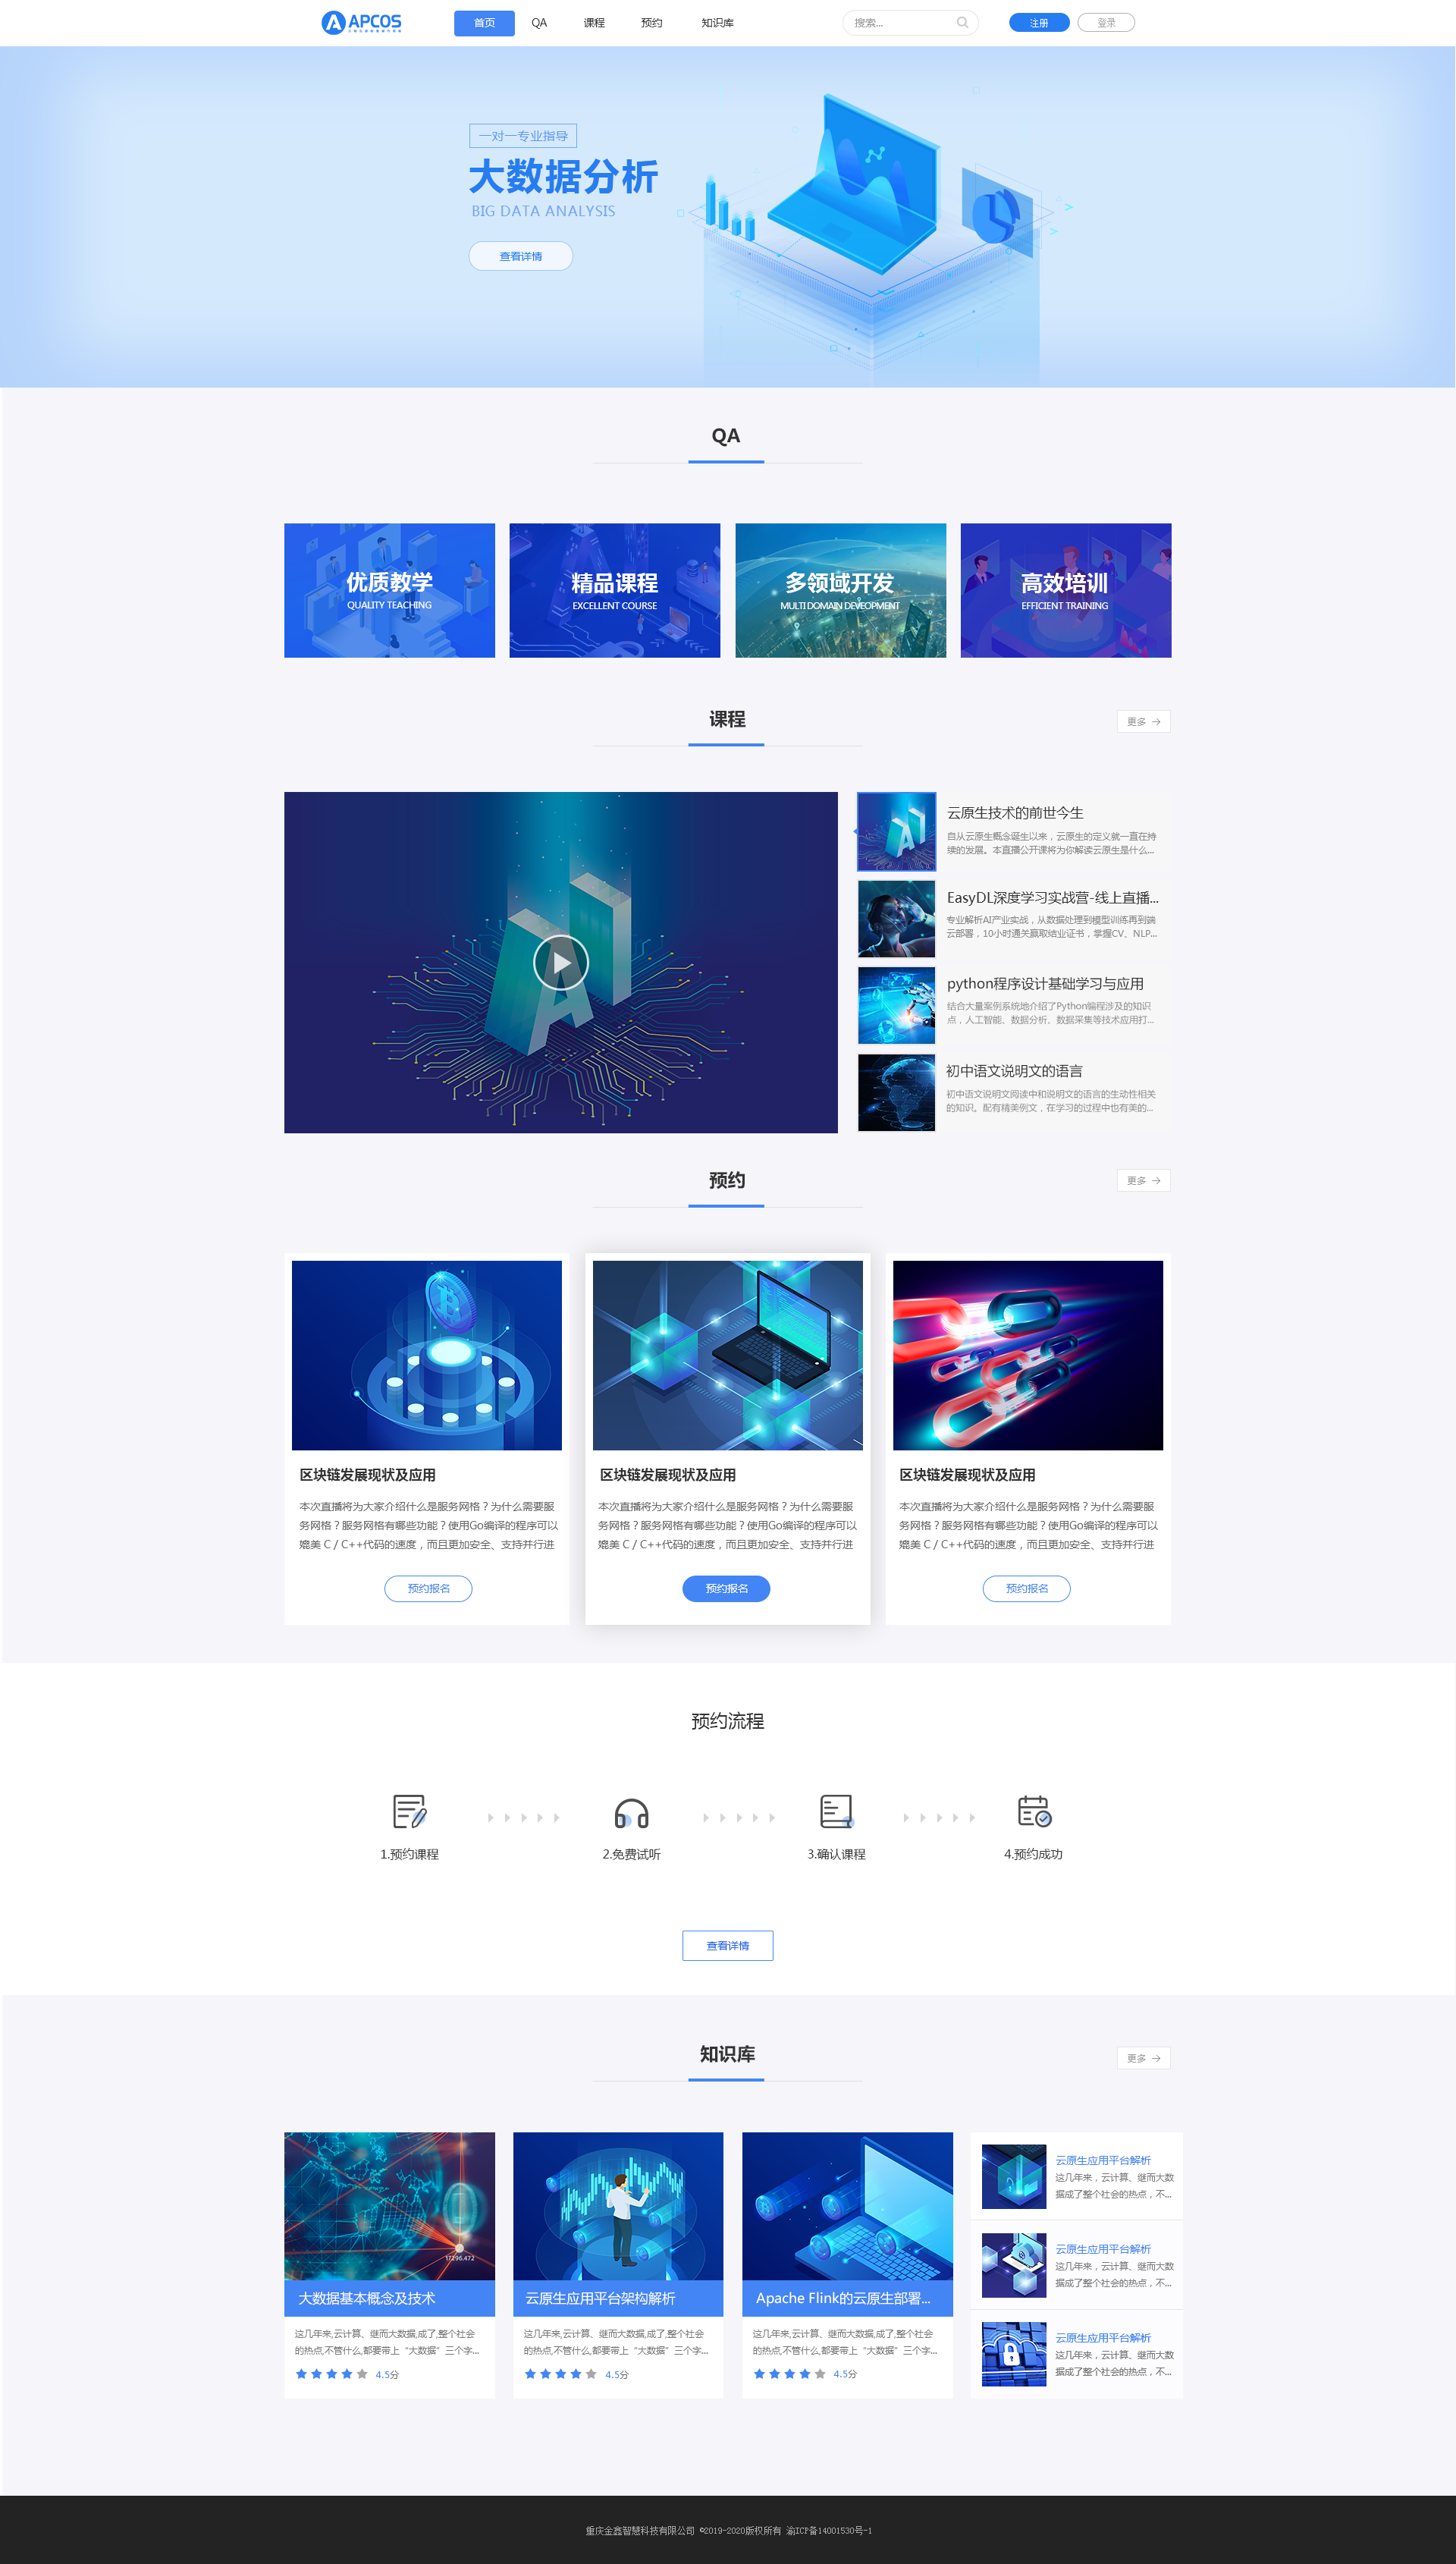 APCOS
首页
QA
课程
预约
知识库
搜索...
注册
登录
一对一专业指导
大数据分析
BIG DATA ANALYSIS
查看详情
QA
优质教学
QUALITY TEACHING
精品课程
EXCELLENT COURSE
多领域开发
MULTI DOMAIN DEVEOPMENT
高效培训
EFFICIENT TRAINING
课程
更多
云原生技术的前世今生
自从云原生概念诞生以来，云原生的定义就一直在持
续的发展。本直播公开课将为你解读云原生是什么...
EasyDL深度学习实战营-线上直播...
专业解析AI产业实战，从数据处理到模型训练再到端
云部署，10小时通关赢取结业证书，掌握CV、NLP...
python程序设计基础学习与应用
结合大量案例系统地介绍了Python编程涉及的知识
点，人工智能、数据分析、数据采集等技术应用打...
初中语文说明文的语言
初中语文说明文阅读中和说明文的语言的生动性相关
的知识。配有精美例文，在学习的过程中也有美的...
预约
更多
区块链发展现状及应用
本次直播将为大家介绍什么是服务网格？为什么需要服
务网格？服务网格有哪些功能？使用Go编译的程序可以
媲美 C / C++代码的速度，而且更加安全、支持并行进
预约报名
区块链发展现状及应用
本次直播将为大家介绍什么是服务网格？为什么需要服
务网格？服务网格有哪些功能？使用Go编译的程序可以
媲美 C / C++代码的速度，而且更加安全、支持并行进
预约报名
区块链发展现状及应用
本次直播将为大家介绍什么是服务网格？为什么需要服
务网格？服务网格有哪些功能？使用Go编译的程序可以
媲美 C / C++代码的速度，而且更加安全、支持并行进
预约报名
预约流程
1.预约课程
2.免费试听
3.确认课程
4.预约成功
查看详情
知识库
更多
17296.472
大数据基本概念及技术
这几年来,云计算、继而大数据,成了,整个社会
的热点,不管什么,都要带上“大数据”三个字...
4.5分
云原生应用平台架构解析
这几年来,云计算、继而大数据,成了,整个社会
的热点,不管什么,都要带上“大数据”三个字...
4.5分
Apache Flink的云原生部署...
这几年来,云计算、继而大数据,成了,整个社会
的热点,不管什么,都要带上“大数据”三个字...
4.5分
云原生应用平台解析
这几年来，云计算、继而大数
据成了整个社会的热点，不...
云原生应用平台解析
这几年来，云计算、继而大数
据成了整个社会的热点，不...
云原生应用平台解析
这几年来，云计算、继而大数
据成了整个社会的热点，不...
重庆金鑫智慧科技有限公司 ©2019-2020版权所有 渝ICP备14001530号-1